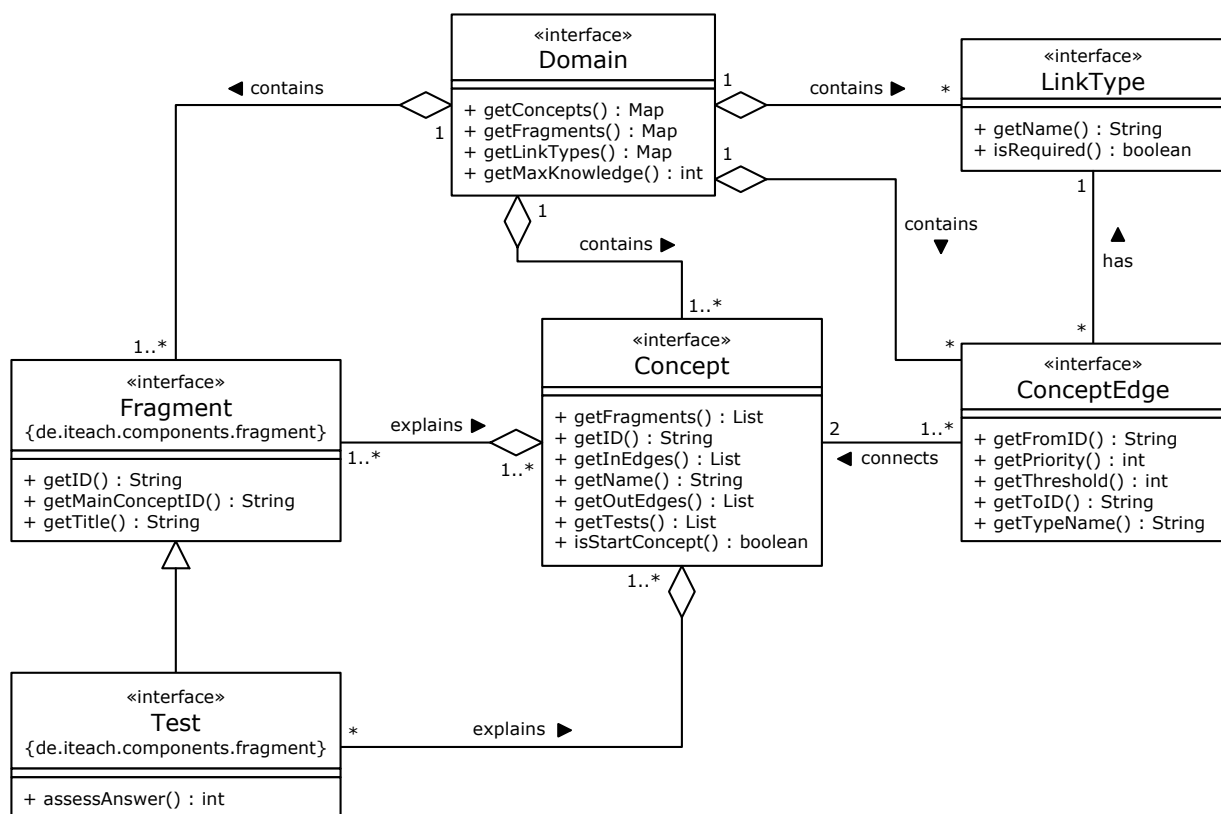 «interface»
Domain
+ getConcepts() : Map
+ getFragments() : Map
+ getLinkTypes() : Map
+ getMaxKnowledge() : int
«interface»
LinkType
+ getName() : String
+ isRequired() : boolean
◄ contains
1
1..*
1
contains ►
*
1
contains
▼
*
1
contains ►
1..*
1
▲
has
*
«interface»
Fragment
{de.iteach.components.fragment}
+ getID() : String
+ getMainConceptID() : String
+ getTitle() : String
explains ►
1..*
1..*
«interface»
Concept
+ getFragments() : List
+ getID() : String
+ getInEdges() : List
+ getName() : String
+ getOutEdges() : List
+ getTests() : List
+ isStartConcept() : boolean
2
1..*
◄ connects
«interface»
ConceptEdge
+ getFromID() : String
+ getPriority() : int
+ getThreshold() : int
+ getToID() : String
+ getTypeName() : String
1..*
«interface»
Test
{de.iteach.components.fragment}
+ assessAnswer() : int
*
explains ►